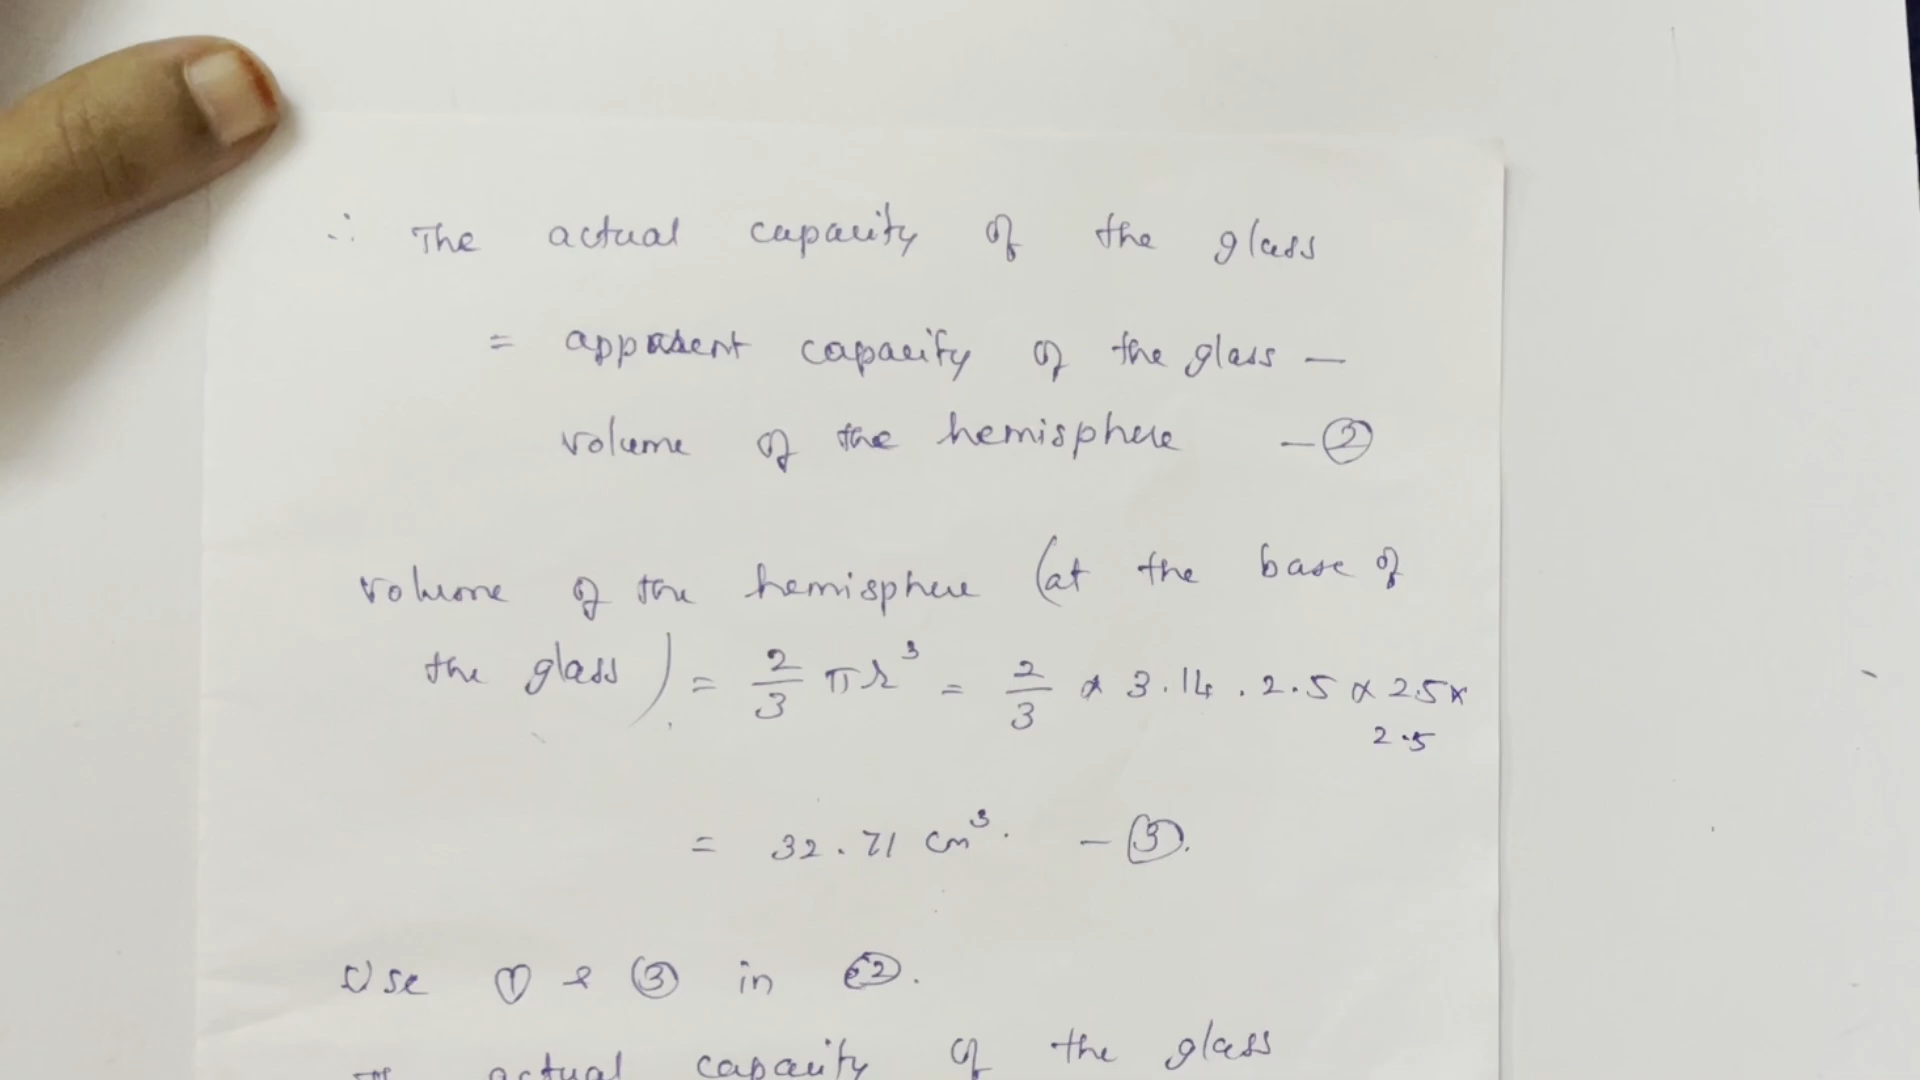 ∴ The actual capacity of the glass
= apparent capacity of the glass —
volume of the hemisphere — ②
volume of the hemisphere (at the base of
the glass) = 2/3 πr³ = 2/3 × 3.14 . 2.5 × 2.5 ×
2.5
= 32.71 cm³. — ③.
Use ① & ③ in ②.
actual capacity of the glass